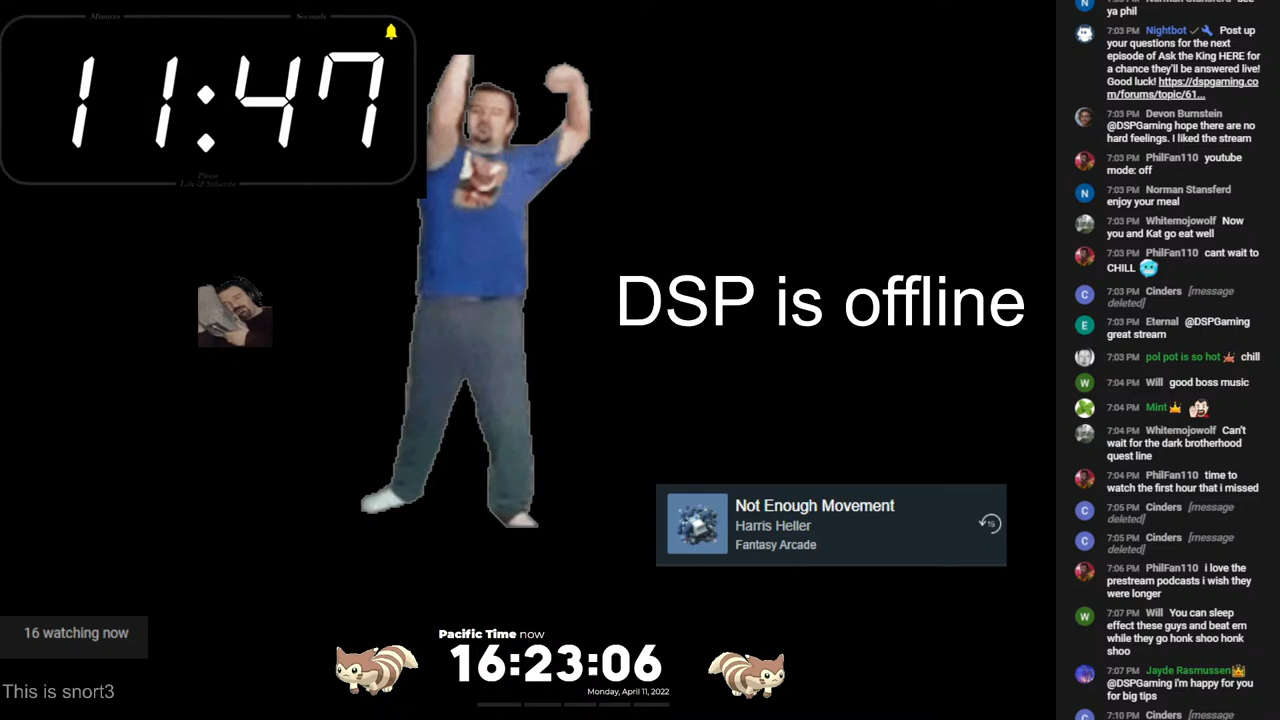 Minutes
Seconds
11:47
Please
Like & Subscribe
DSP is offline
Not Enough Movement
Harris Heller
Fantasy Arcade
15
16 watching now
This is snort3
Pacific Time now
16:23:06
Monday, April 11, 2022
ya phil
7:03 PM Nightbot Post up
your questions for the next
episode of Ask the King HERE for
a chance they'll be answered live!
Good luck! https://dspgaming.co
m/forums/topic/61...
7:03 PM Devon Burnstein
@DSPGaming hope there are no
hard feelings. I liked the stream
7:03 PM PhilFan110 youtube
mode: off
N 7:03 PM Norman Stansferd
enjoy your meal
7:03 PM Whitemojowolf Now
you and Kat go eat well
7:03 PM PhilFan110 cant wait to
CHILL
C 7:03 PM Cinders [message
deleted]
E 7:03 PM Eternal @DSPGaming
great stream
7:03 PM pol pot is so hot chill
W 7:04 PM Will good boss music
7:04 PM Mint
7:04 PM Whitemojowolf Can't
wait for the dark brotherhood
quest line
7:04 PM PhilFan110 time to
watch the first hour that i missed
C 7:05 PM Cinders [message
deleted]
C 7:05 PM Cinders [message
deleted]
7:06 PM PhilFan110 i love the
prestream podcasts i wish they
were longer
W 7:07 PM Will You can sleep
effect these guys and beat em
while they go honk shoo honk
shoo
7:07 PM Jayde Rasmussen
@DSPGaming i'm happy for you
for big tips
C 7:10 PM Cinders [message